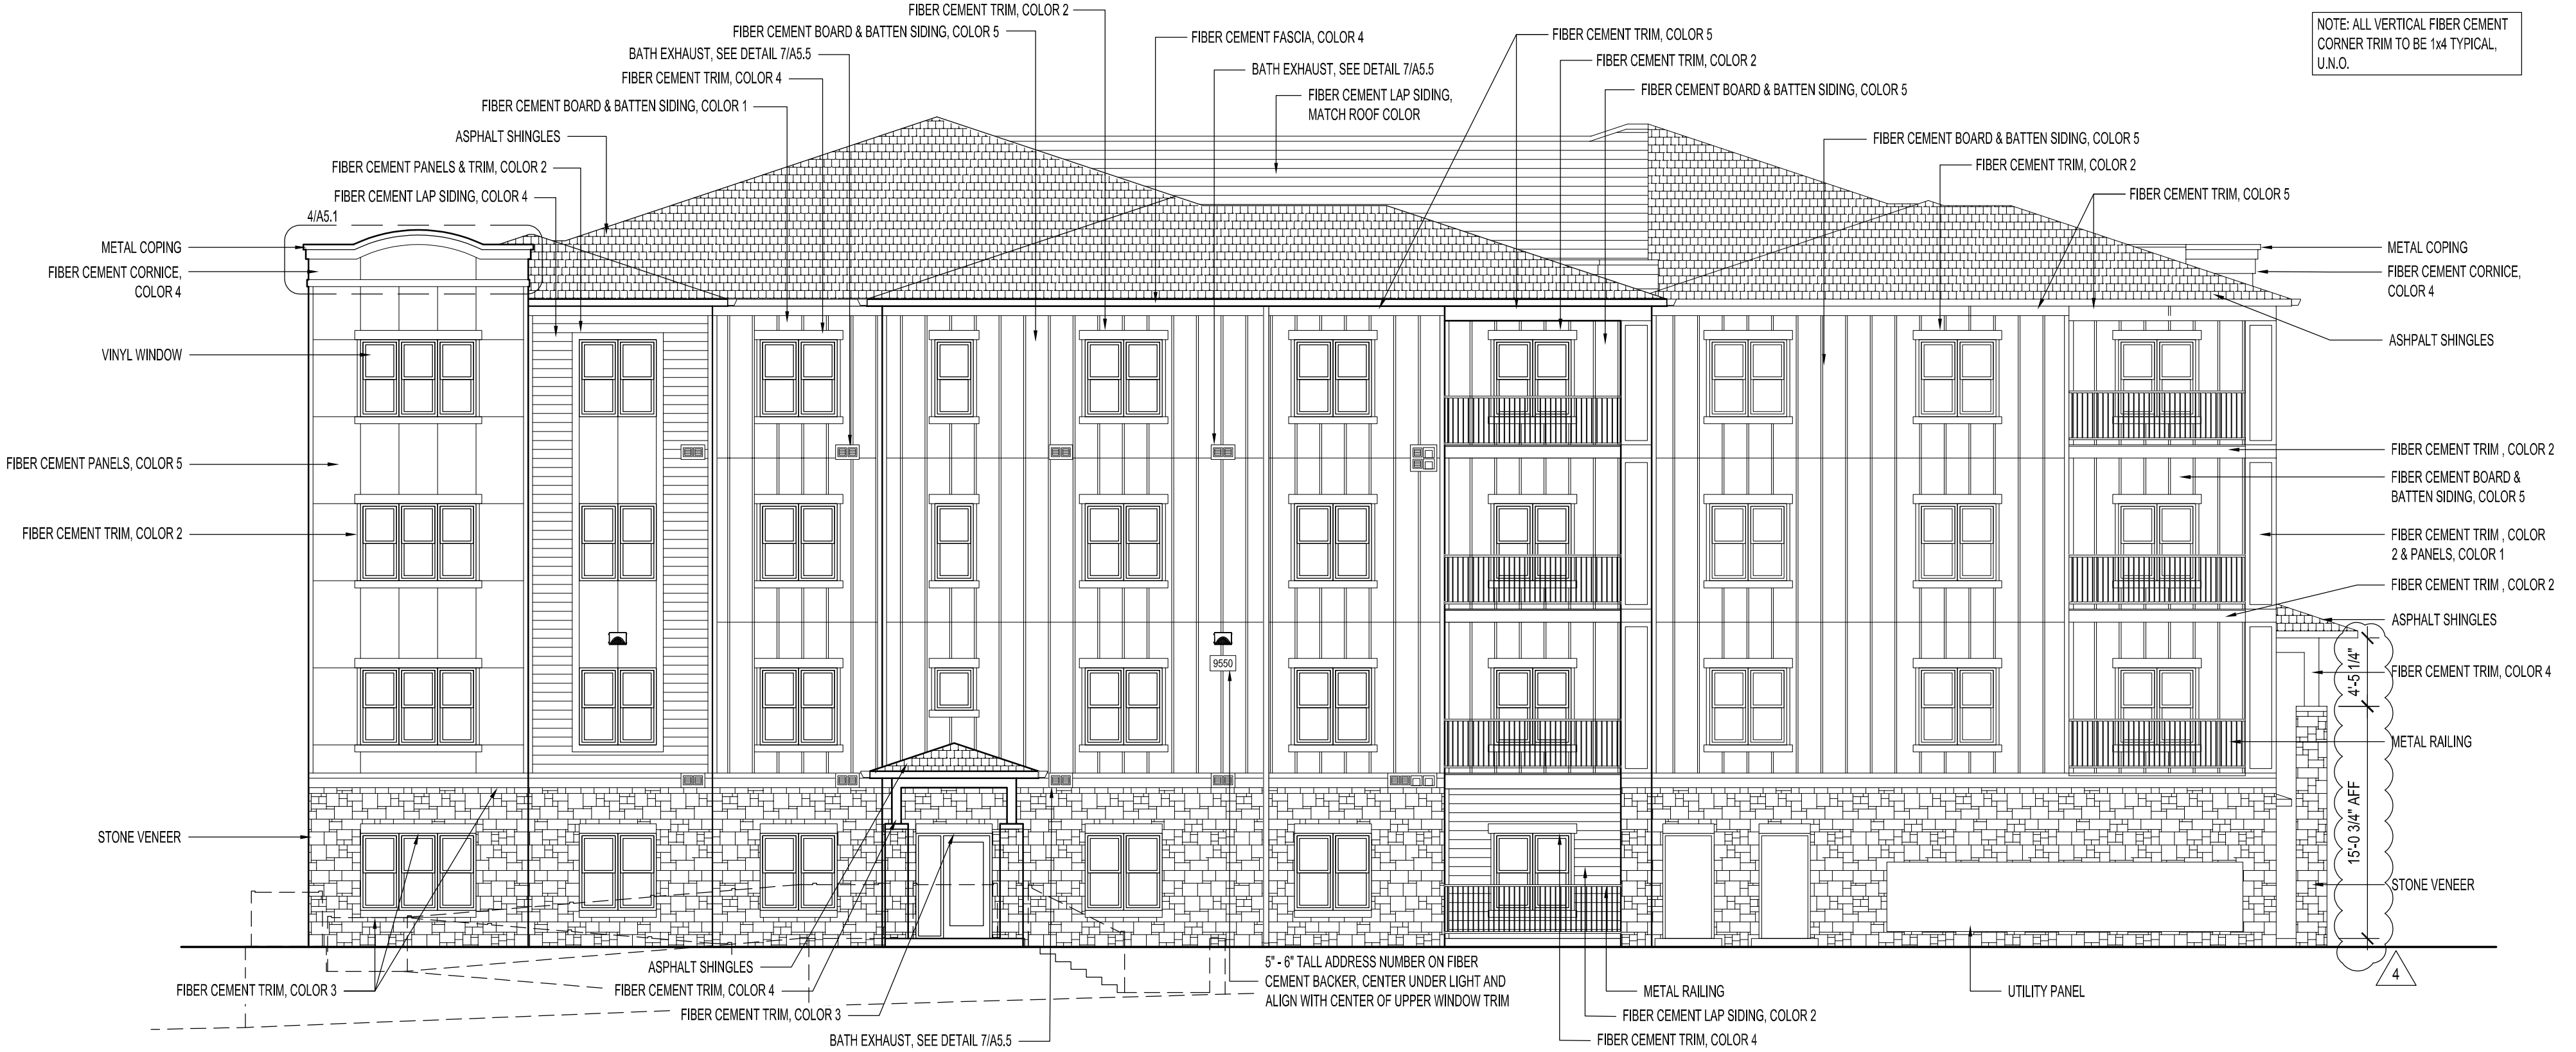 FIBER CEMENT TRIM, COLOR 2
FIBER CEMENT BOARD & BATTEN SIDING, COLOR 5
BATH EXHAUST, SEE DETAIL 7/A5.5
FIBER CEMENT TRIM, COLOR 4
FIBER CEMENT BOARD & BATTEN SIDING, COLOR 1
ASPHALT SHINGLES
FIBER CEMENT PANELS & TRIM, COLOR 2
FIBER CEMENT LAP SIDING, COLOR 4
4/A5.1
METAL COPING
FIBER CEMENT CORNICE,
COLOR 4
VINYL WINDOW
FIBER CEMENT PANELS, COLOR 5
FIBER CEMENT TRIM, COLOR 2
STONE VENEER
FIBER CEMENT FASCIA, COLOR 4
BATH EXHAUST, SEE DETAIL 7/A5.5
FIBER CEMENT LAP SIDING,
MATCH ROOF COLOR
FIBER CEMENT TRIM, COLOR 5
FIBER CEMENT TRIM, COLOR 2
FIBER CEMENT BOARD & BATTEN SIDING, COLOR 5
FIBER CEMENT BOARD & BATTEN SIDING, COLOR 5
FIBER CEMENT TRIM, COLOR 2
FIBER CEMENT TRIM, COLOR 5
NOTE: ALL VERTICAL FIBER CEMENT
CORNER TRIM TO BE 1x4 TYPICAL,
U.N.O.
METAL COPING
FIBER CEMENT CORNICE,
COLOR 4
ASHPALT SHINGLES
FIBER CEMENT TRIM , COLOR 2
FIBER CEMENT BOARD &
BATTEN SIDING, COLOR 5
FIBER CEMENT TRIM , COLOR
2 & PANELS, COLOR 1
FIBER CEMENT TRIM , COLOR 2
ASPHALT SHINGLES
FIBER CEMENT TRIM, COLOR 4
4'-5 1/4"
METAL RAILING
15'-0 3/4" AFF
STONE VENEER
4
9550
FIBER CEMENT TRIM, COLOR 3
ASPHALT SHINGLES
FIBER CEMENT TRIM, COLOR 4
FIBER CEMENT TRIM, COLOR 3
BATH EXHAUST, SEE DETAIL 7/A5.5
5" - 6" TALL ADDRESS NUMBER ON FIBER
CEMENT BACKER, CENTER UNDER LIGHT AND
ALIGN WITH CENTER OF UPPER WINDOW TRIM
METAL RAILING
FIBER CEMENT LAP SIDING, COLOR 2
FIBER CEMENT TRIM, COLOR 4
UTILITY PANEL